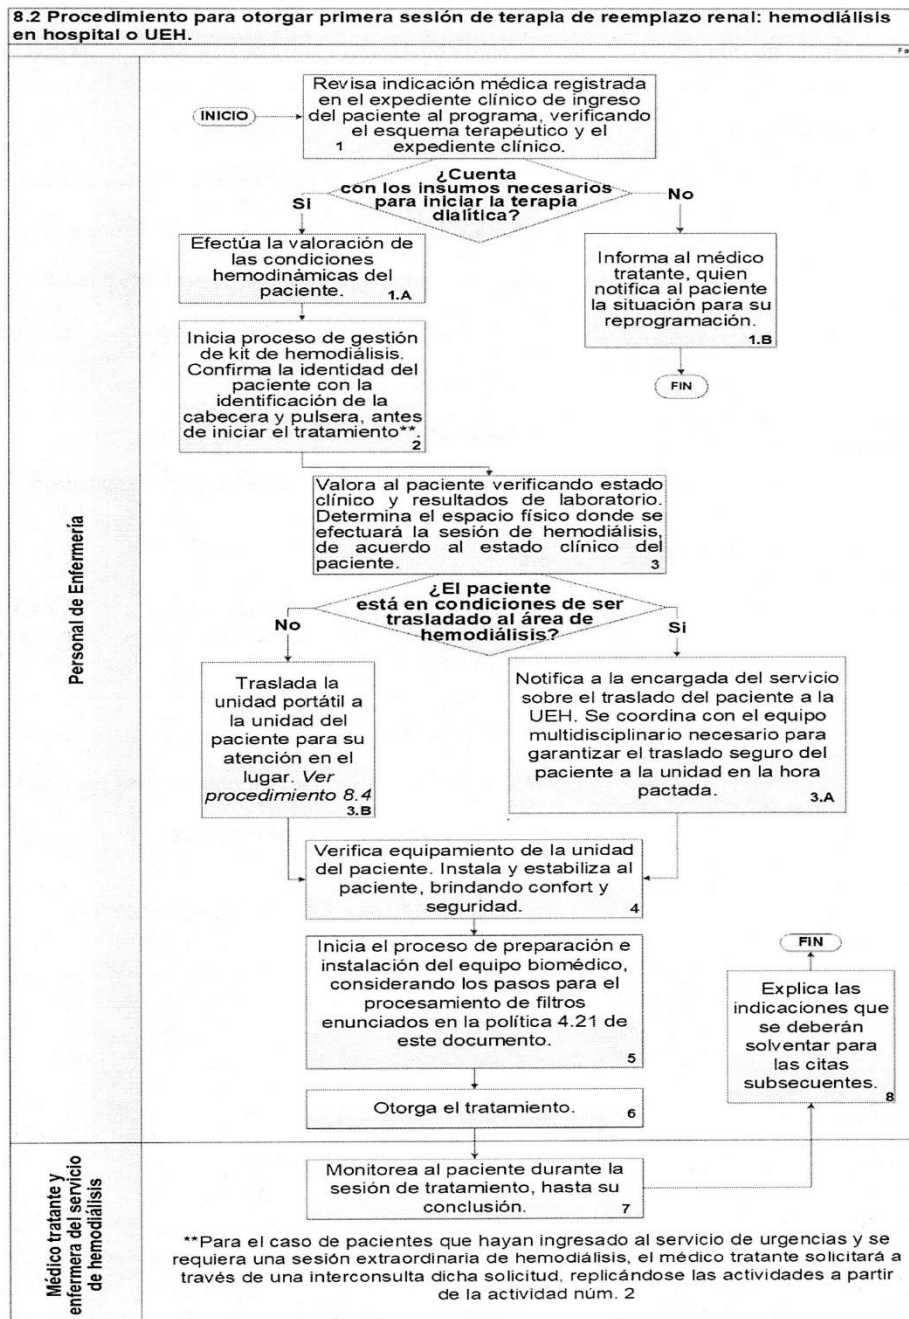 8.2 Procedimiento para otorgar primera sesión de terapia de reemplazo renal: hemodiálisis
en hospital o UEH.
INICIO
Revisa indicación médica registrada
en el expediente clínico de ingreso
del paciente al programa, verificando
el esquema terapéutico y el
expediente clínico.
1
¿Cuenta
con los insumos necesarios
para iniciar la terapia
dialítica?
Si
No
Efectúa la valoración de
las condiciones
hemodinámicas del
paciente.
1.A
Informa al médico
tratante, quien
notifica al paciente
la situación para su
reprogramación.
1.B
FIN
Inicia proceso de gestión
de kit de hemodiálisis.
Confirma la identidad del
paciente con la
identificación de la
cabecera y pulsera, antes
de iniciar el tratamiento**.
2
Valora al paciente verificando estado
clínico y resultados de laboratorio.
Determina el espacio físico donde se
efectuará la sesión de hemodiálisis,
de acuerdo al estado clínico del
paciente.
3
¿El paciente
está en condiciones de ser
trasladado al área de
hemodiálisis?
No
Si
Traslada la
unidad portátil a
la unidad del
paciente para su
atención en el
lugar. Ver
procedimiento 8.4
3.B
Notifica a la encargada del servicio
sobre el traslado del paciente a la
UEH. Se coordina con el equipo
multidisciplinario necesario para
garantizar el traslado seguro del
paciente a la unidad en la hora
pactada.
3.A
Verifica equipamiento de la unidad
del paciente. Instala y estabiliza al
paciente, brindando confort y
seguridad.
4
Inicia el proceso de preparación e
instalación del equipo biomédico,
considerando los pasos para el
procesamiento de filtros
enunciados en la política 4.21 de
este documento.
5
Otorga el tratamiento.
6
FIN
Explica las
indicaciones que
se deberán
solventar para
las citas
subsecuentes.
8
Personal de Enfermería
Médico tratante y
enfermera del servicio
de hemodiálisis
Monitorea al paciente durante la
sesión de tratamiento, hasta su
conclusión.
7
**Para el caso de pacientes que hayan ingresado al servicio de urgencias y se
requiera una sesión extraordinaria de hemodiálisis, el médico tratante solicitará a
través de una interconsulta dicha solicitud, replicándose las actividades a partir
de la actividad núm. 2